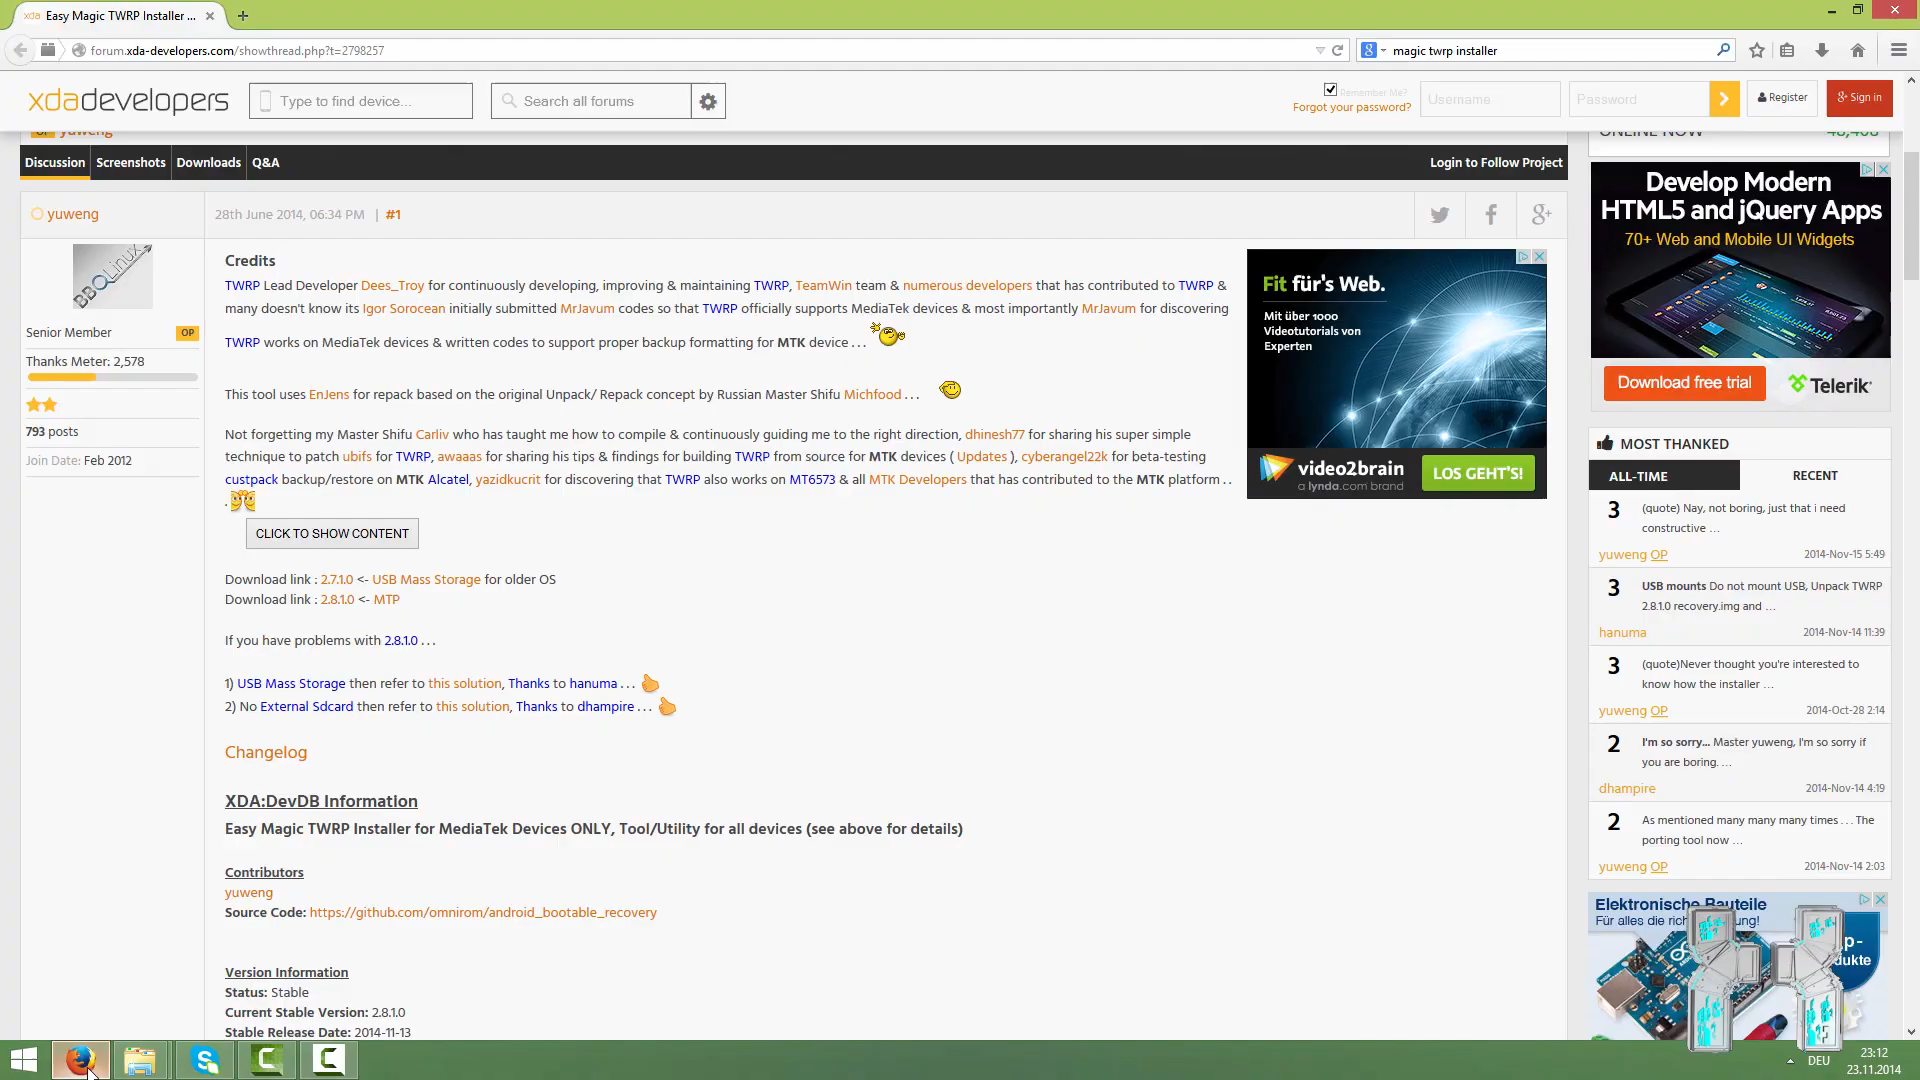 xda Easy Magic TWRP Installer ...
forum.xda-developers.com/showthread.php?t=2798257
magic twrp installer
xdadevelopers
Type to find device...
Search all forums
Remember Me?
Forgot your password?
Username
Password
Register
Sign in
OP yuweng
ONLINE NOW
Discussion Screenshots Downloads Q&A
Login to Follow Project
yuweng
28th June 2014, 06:34 PM | #1
BBQLinux
Senior Member OP
Thanks Meter: 2,578
793 posts
Join Date: Feb 2012
Credits
TWRP Lead Developer Dees_Troy for continuously developing, improving & maintaining TWRP, TeamWin team & numerous developers that has contributed to TWRP &
many doesn't know its Igor Sorocean initially submitted MrJavum codes so that TWRP officially supports MediaTek devices & most importantly MrJavum for discovering
TWRP works on MediaTek devices & written codes to support proper backup formatting for MTK device . . .
This tool uses EnJens for repack based on the original Unpack/ Repack concept by Russian Master Shifu Michfood . . .
Not forgetting my Master Shifu Carliv who has taught me how to compile & continuously guiding me to the right direction, dhinesh77 for sharing his super simple
technique to patch ubifs for TWRP, awaaas for sharing his tips & findings for building TWRP from source for MTK devices ( Updates ), cyberangel22k for beta-testing
custpack backup/restore on MTK Alcatel, yazidkucrit for discovering that TWRP also works on MT6573 & all MTK Developers that has contributed to the MTK platform . .
.
CLICK TO SHOW CONTENT
Download link : 2.7.1.0 <- USB Mass Storage for older OS
Download link : 2.8.1.0 <- MTP
If you have problems with 2.8.1.0 . . .
1) USB Mass Storage then refer to this solution, Thanks to hanuma . . .
2) No External Sdcard then refer to this solution, Thanks to dhampire . . .
Changelog
XDA:DevDB Information
Easy Magic TWRP Installer for MediaTek Devices ONLY, Tool/Utility for all devices (see above for details)
Contributors
yuweng
Source Code: https://github.com/omnirom/android_bootable_recovery
Version Information
Status: Stable
Current Stable Version: 2.8.1.0
Stable Release Date: 2014-11-13
Fit für's Web.
Mit über 1000
Videotutorials von
Experten
video2brain
a lynda.com brand
LOS GEHT'S!
Develop Modern
HTML5 and jQuery Apps
70+ Web and Mobile UI Widgets
Download free trial
Telerik
MOST THANKED
ALL-TIME RECENT
3 (quote) Nay, not boring, just that i need
constructive ...
yuweng OP 2014-Nov-15 5:49
3 USB mounts Do not mount USB, Unpack TWRP
2.8.1.0 recovery.img and ...
hanuma 2014-Nov-14 11:39
3 (quote)Never thought you're interested to
know how the installer ...
yuweng OP 2014-Oct-28 2:14
2 I'm so sorry... Master yuweng, I'm so sorry if
you are boring. ...
dhampire 2014-Nov-14 4:19
2 As mentioned many many many times . . . The
porting tool now ...
yuweng OP 2014-Nov-14 2:03
Elektronische Bauteile
DEU
23:12
23.11.2014